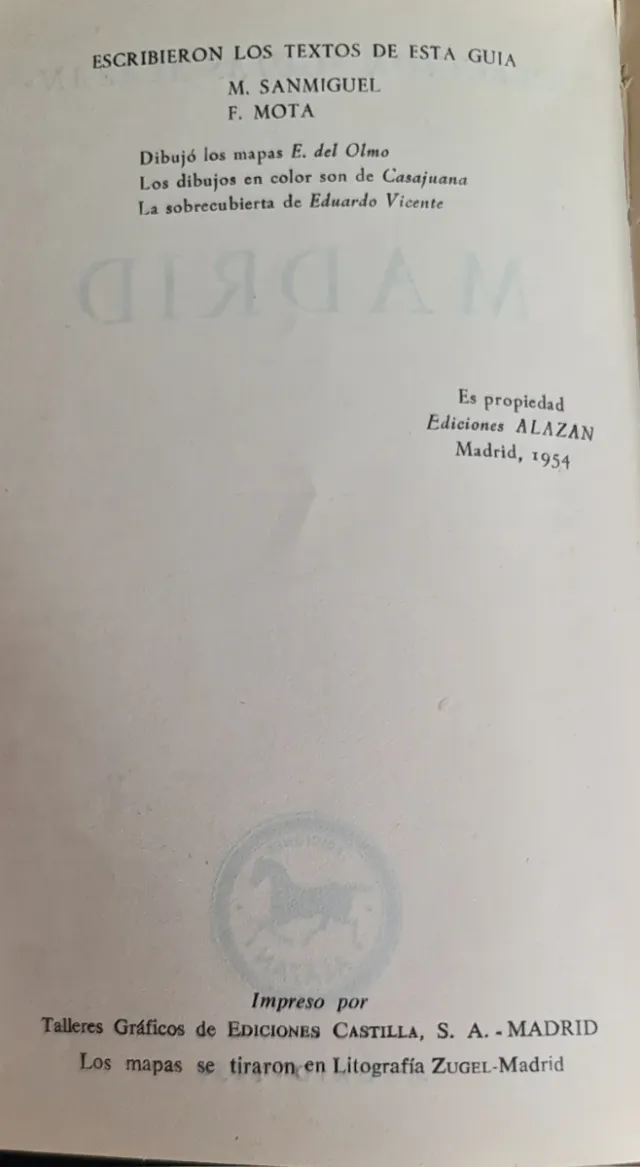 ESCRIBIERON LOS TEXTOS DE ESTA GUIA
M. SANMIGUEL
F. MOTA
Dibujó los mapas E. del Olmo
Los dibujos en color son de Casajuana
La sobrecubierta de Eduardo Vicente
MADRID
Es propiedad
Ediciones ALAZAN
Madrid, 1954
Impreso por
Talleres Gráficos de EDICIONES CASTILLA, S. A. - MADRID
Los mapas se tiraron en Litografía ZUGEL-Madrid